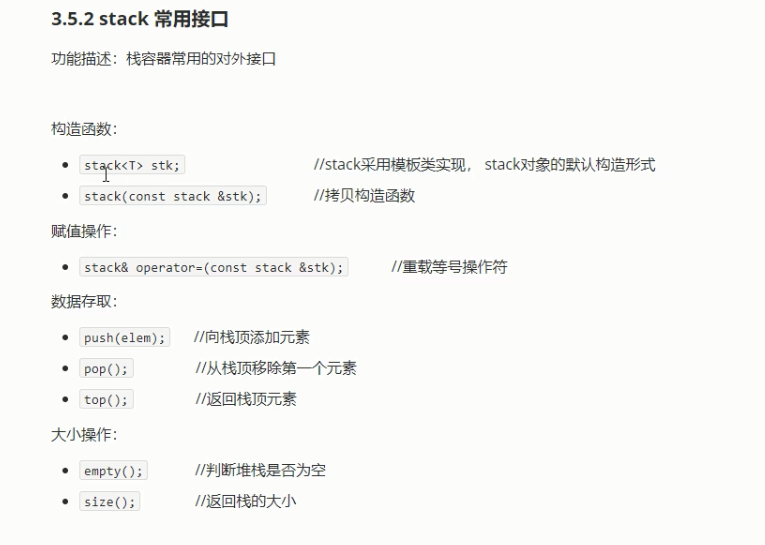 3.5.2 stack 常用接口
功能描述：栈容器常用的对外接口
构造函数：
stack<T> stk; //stack采用模板类实现， stack对象的默认构造形式
stack(const stack &stk); //拷贝构造函数
赋值操作：
stack& operator=(const stack &stk); //重载等号操作符
数据存取：
push(elem); //向栈顶添加元素
pop(); //从栈顶移除第一个元素
top(); //返回栈顶元素
大小操作：
empty(); //判断堆栈是否为空
size(); //返回栈的大小